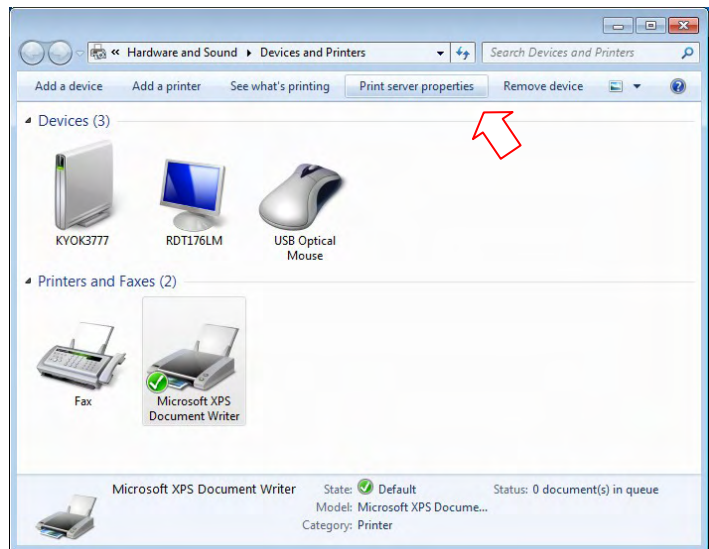 « Hardware and Sound ▸ Devices and Printers Search Devices and Printers
Add a device Add a printer See what's printing Print server properties Remove device
Devices (3)
KYOK3777 RDT176LM USB Optical
Mouse
Printers and Faxes (2)
Fax Microsoft XPS
Document Writer
Microsoft XPS Document Writer State: Default Status: 0 document(s) in queue
Model: Microsoft XPS Docume...
Category: Printer